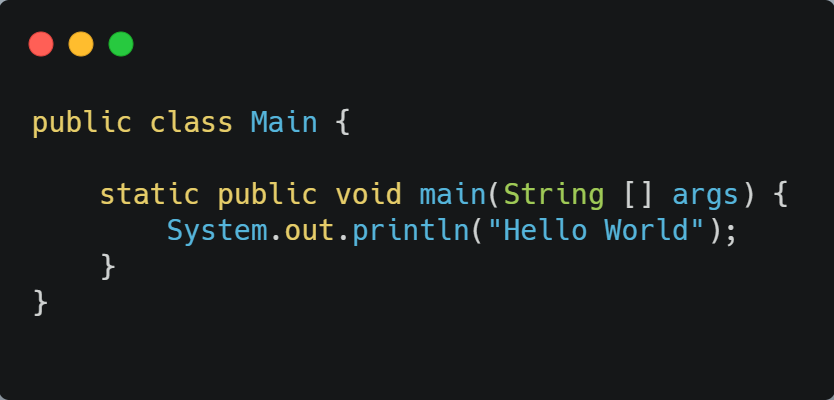 public class Main {
static public void main(String [] args) {
System.out.println("Hello World");
}
}